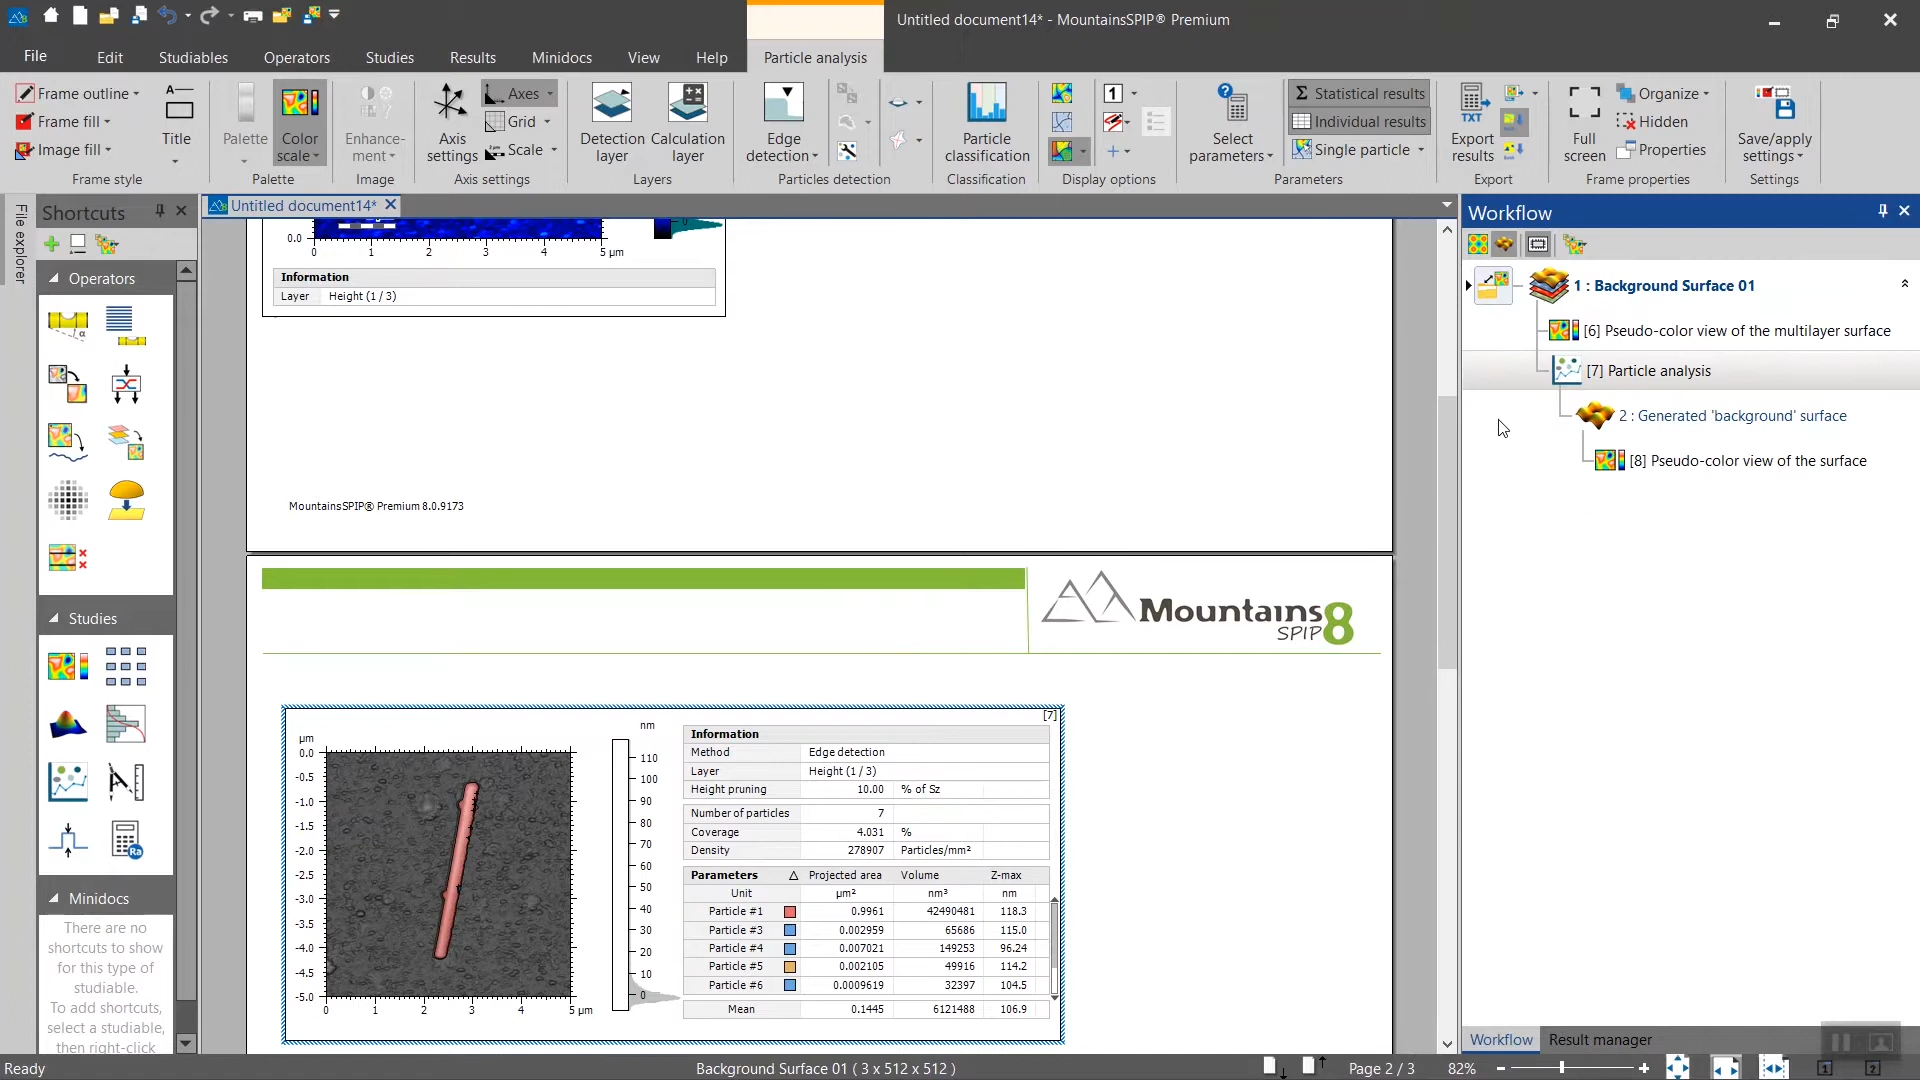 Untitled document14* - MountainsSPIP® Premium
File
Edit
Studiables
Operators
Studies
Results
Minidocs
View
Help
Particle analysis
Frame outline
Frame fill
Image fill
Title
Frame style
Palette
Color scale
Palette
Enhance-
ment
Image
Axis
settings
Axes
Grid
Scale
Axis settings
Detection
layer
Calculation
layer
Layers
Edge
detection
Particles detection
Particle
classification
Classification
1
Display options
Select
parameters
Σ Statistical results
Individual results
Single particle
Parameters
TXT
Export
results
Export
Full
screen
Organize
Hidden
Properties
Frame properties
Save/apply
settings
Settings
File explorer
Shortcuts
Operators
Studies
Minidocs
There are no
shortcuts to show
for this type of
studiable.
To add shortcuts,
select a studiable,
then right-click
Untitled document14*
0.0
0 1 2 3 4 5 µm
0
Information
Layer Height (1 / 3)
MountainsSPIP® Premium 8.0.9173
Mountains8
SPIP
[7]
µm
0.0
-0.5
-1.0
-1.5
-2.0
-2.5
-3.0
-3.5
-4.0
-4.5
-5.0
0 1 2 3 4 5 µm
nm
110
100
90
80
70
60
50
40
30
20
10
0
Information
Method Edge detection
Layer Height (1 / 3)
Height pruning 10.00 % of Sz
Number of particles 7
Coverage 4.031 %
Density 278907 Particles/mm²
Parameters Projected area Volume Z-max
Unit µm² nm³ nm
Particle #1 0.9961 42490481 118.3
Particle #3 0.002959 65686 115.0
Particle #4 0.007021 149253 96.24
Particle #5 0.002105 49916 114.2
Particle #6 0.0009619 32397 104.5
Mean 0.1445 6121488 106.9
Workflow
1 : Background Surface 01
[6] Pseudo-color view of the multilayer surface
[7] Particle analysis
2 : Generated 'background' surface
[8] Pseudo-color view of the surface
Workflow
Result manager
Ready
Background Surface 01 ( 3 x 512 x 512 )
Page 2 / 3
82%
1
2